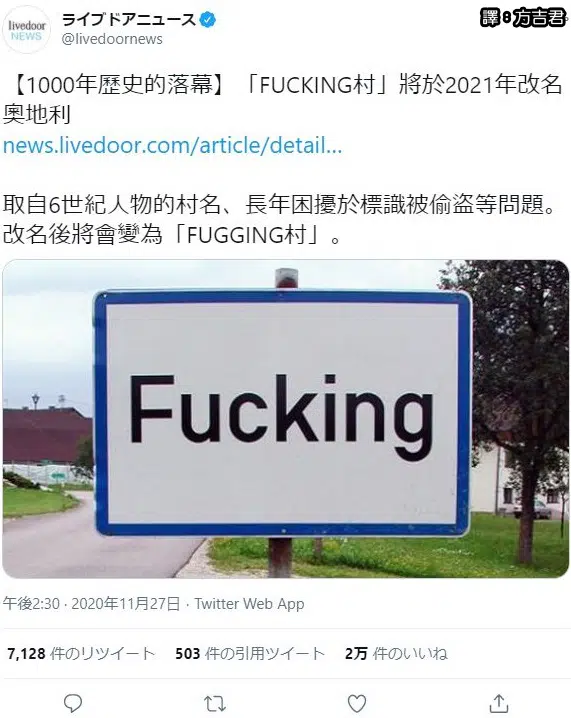 譯:方吉君
livedoor
NEWS
ライブドアニュース
@livedoornews
【1000年歷史的落幕】「FUCKING村」將於2021年改名
奧地利
news.livedoor.com/article/detail...
取自6世紀人物的村名、長年困擾於標識被偷盜等問題。
改名後將會變為「FUGGING村」。
Fucking
午後2:30 · 2020年11月27日 · Twitter Web App
7,128 件のリツイート 503 件の引用ツイート 2万 件のいいね